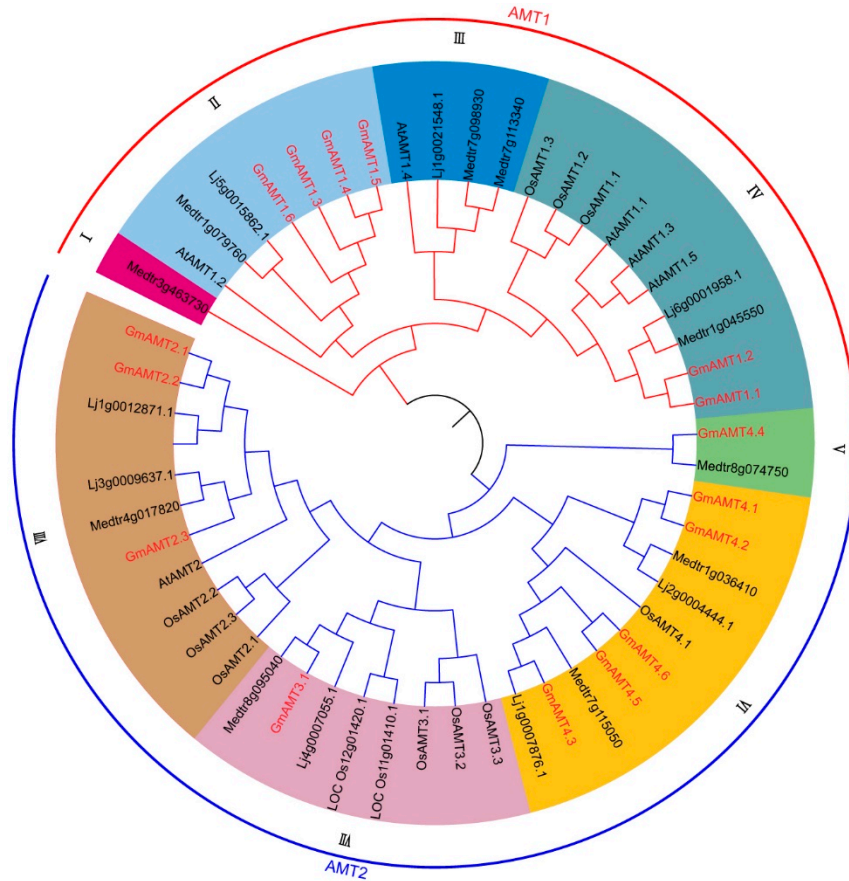 AMT1
I
II
III
IV
V
VI
VII
VIII
AMT2
Medtr3g463730
AtAMT1.2
Medtr1g079760
Lj5g0015862.1
GmAMT1.6
GmAMT1.3
GmAMT1.4
GmAMT1.5
AtAMT1.4
Lj1g0021548.1
Medtr7g098930
Medtr7g113340
OsAMT1.3
OsAMT1.2
OsAMT1.1
AtAMT1.1
AtAMT1.3
AtAMT1.5
Lj6g0001958.1
Medtr1g045550
GmAMT1.2
GmAMT1.1
GmAMT4.4
Medtr8g074750
GmAMT4.1
GmAMT4.2
Medtr1g036410
Lj2g0004444.1
OsAMT4.1
GmAMT4.6
GmAMT4.5
Medtr7g115050
GmAMT4.3
Lj1g0007876.1
OsAMT3.3
OsAMT3.2
OsAMT3.1
LOC Os11g01410.1
LOC Os12g01420.1
Lj4g0007055.1
GmAMT3.1
Medtr8g095040
OsAMT2.1
OsAMT2.3
OsAMT2.2
AtAMT2
GmAMT2.3
Medtr4g017820
Lj3g0009637.1
Lj1g0012871.1
GmAMT2.2
GmAMT2.1